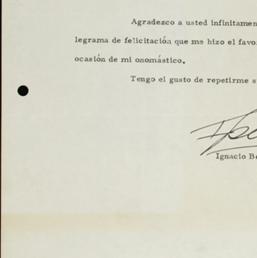 Agradezco a usted infinitamen
legrama de felicitación que me hizo el favo
ocasión de mi onomástico.
Tengo el gusto de repetirme s
Ignacio B